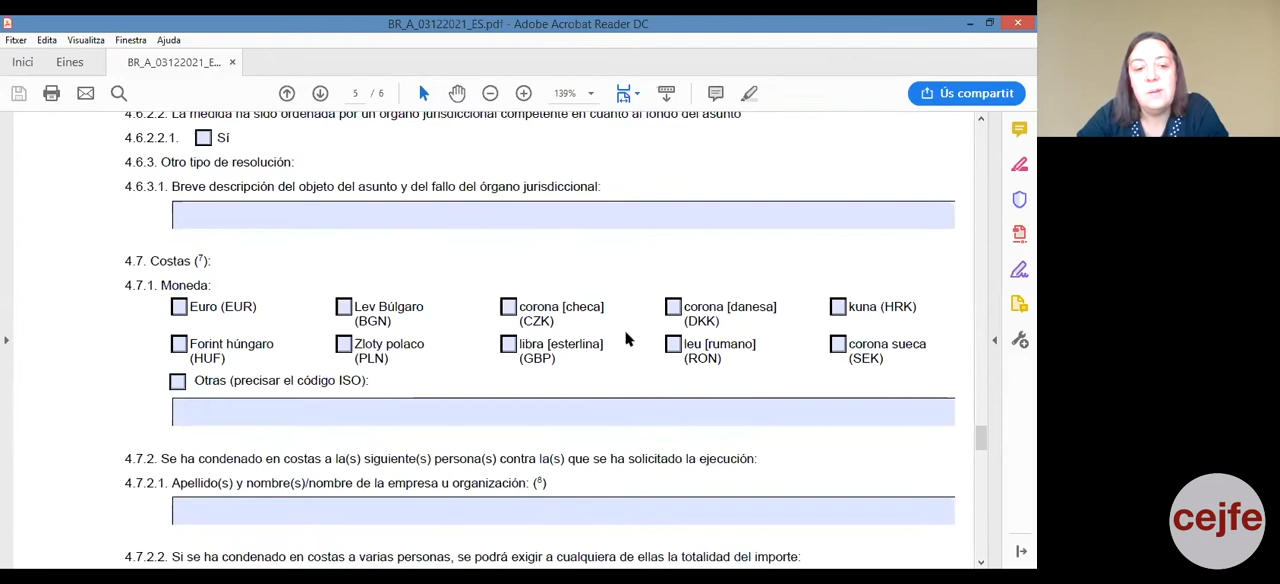 BR_A_03122021_ES.pdf - Adobe Acrobat Reader DC
Fitxer Edita Visualitza Finestra Ajuda
Inici Eines BR_A_03122021_E... ×
5 / 6 139% Ús compartit
4.6.2.2. La medida ha sido ordenada por un órgano jurisdiccional competente en cuanto al fondo del asunto
4.6.2.2.1. Sí
4.6.3. Otro tipo de resolución:
4.6.3.1. Breve descripción del objeto del asunto y del fallo del órgano jurisdiccional:
4.7. Costas (7):
4.7.1. Moneda:
Euro (EUR) Lev Búlgaro (BGN) corona [checa] (CZK) corona [danesa] (DKK) kuna (HRK)
Forint húngaro (HUF) Zloty polaco (PLN) libra [esterlina] (GBP) leu [rumano] (RON) corona sueca (SEK)
Otras (precisar el código ISO):
4.7.2. Se ha condenado en costas a la(s) siguiente(s) persona(s) contra la(s) que se ha solicitado la ejecución:
4.7.2.1. Apellido(s) y nombre(s)/nombre de la empresa u organización: (8)
4.7.2.2. Si se ha condenado en costas a varias personas, se podrá exigir a cualquiera de ellas la totalidad del importe:
cejfe